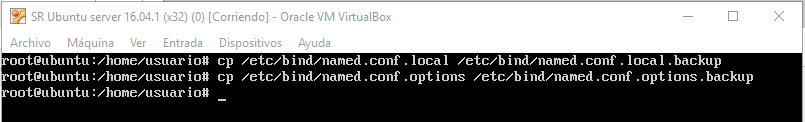 SR Ubuntu server 16.04.1 (x32) (0) [Corriendo] - Oracle VM VirtualBox
Archivo Máquina Ver Entrada Dispositivos Ayuda
root@ubuntu:/home/usuario# cp /etc/bind/named.conf.local /etc/bind/named.conf.local.backup
root@ubuntu:/home/usuario# cp /etc/bind/named.conf.options /etc/bind/named.conf.options.backup
root@ubuntu:/home/usuario# _